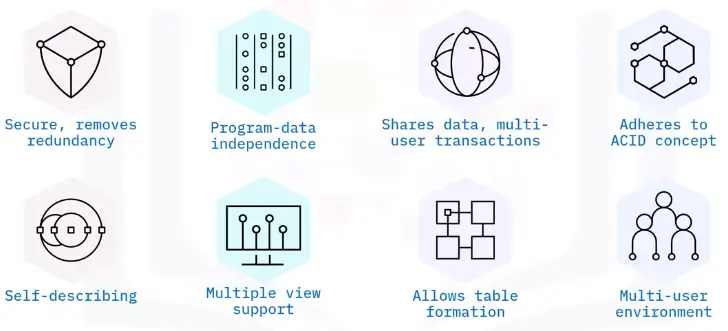 Secure, removes
redundancy
Program-data
independence
Shares data, multi-
user transactions
Adheres to
ACID concept
Self-describing
Multiple view
support
Allows table
formation
Multi-user
environment